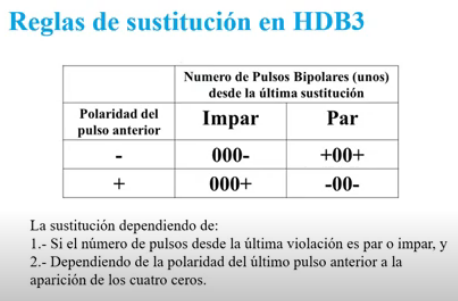 Reglas de sustitución en HDB3
Numero de Pulsos Bipolares (unos)
desde la última sustitución
Polaridad del
pulso anterior
Impar
Par
-
000-
+00+
+
000+
-00-
La sustitución dependiendo de:
1.- Si el número de pulsos desde la última violación es par o impar, y
2.- Dependiendo de la polaridad del último pulso anterior a la
aparición de los cuatro ceros.